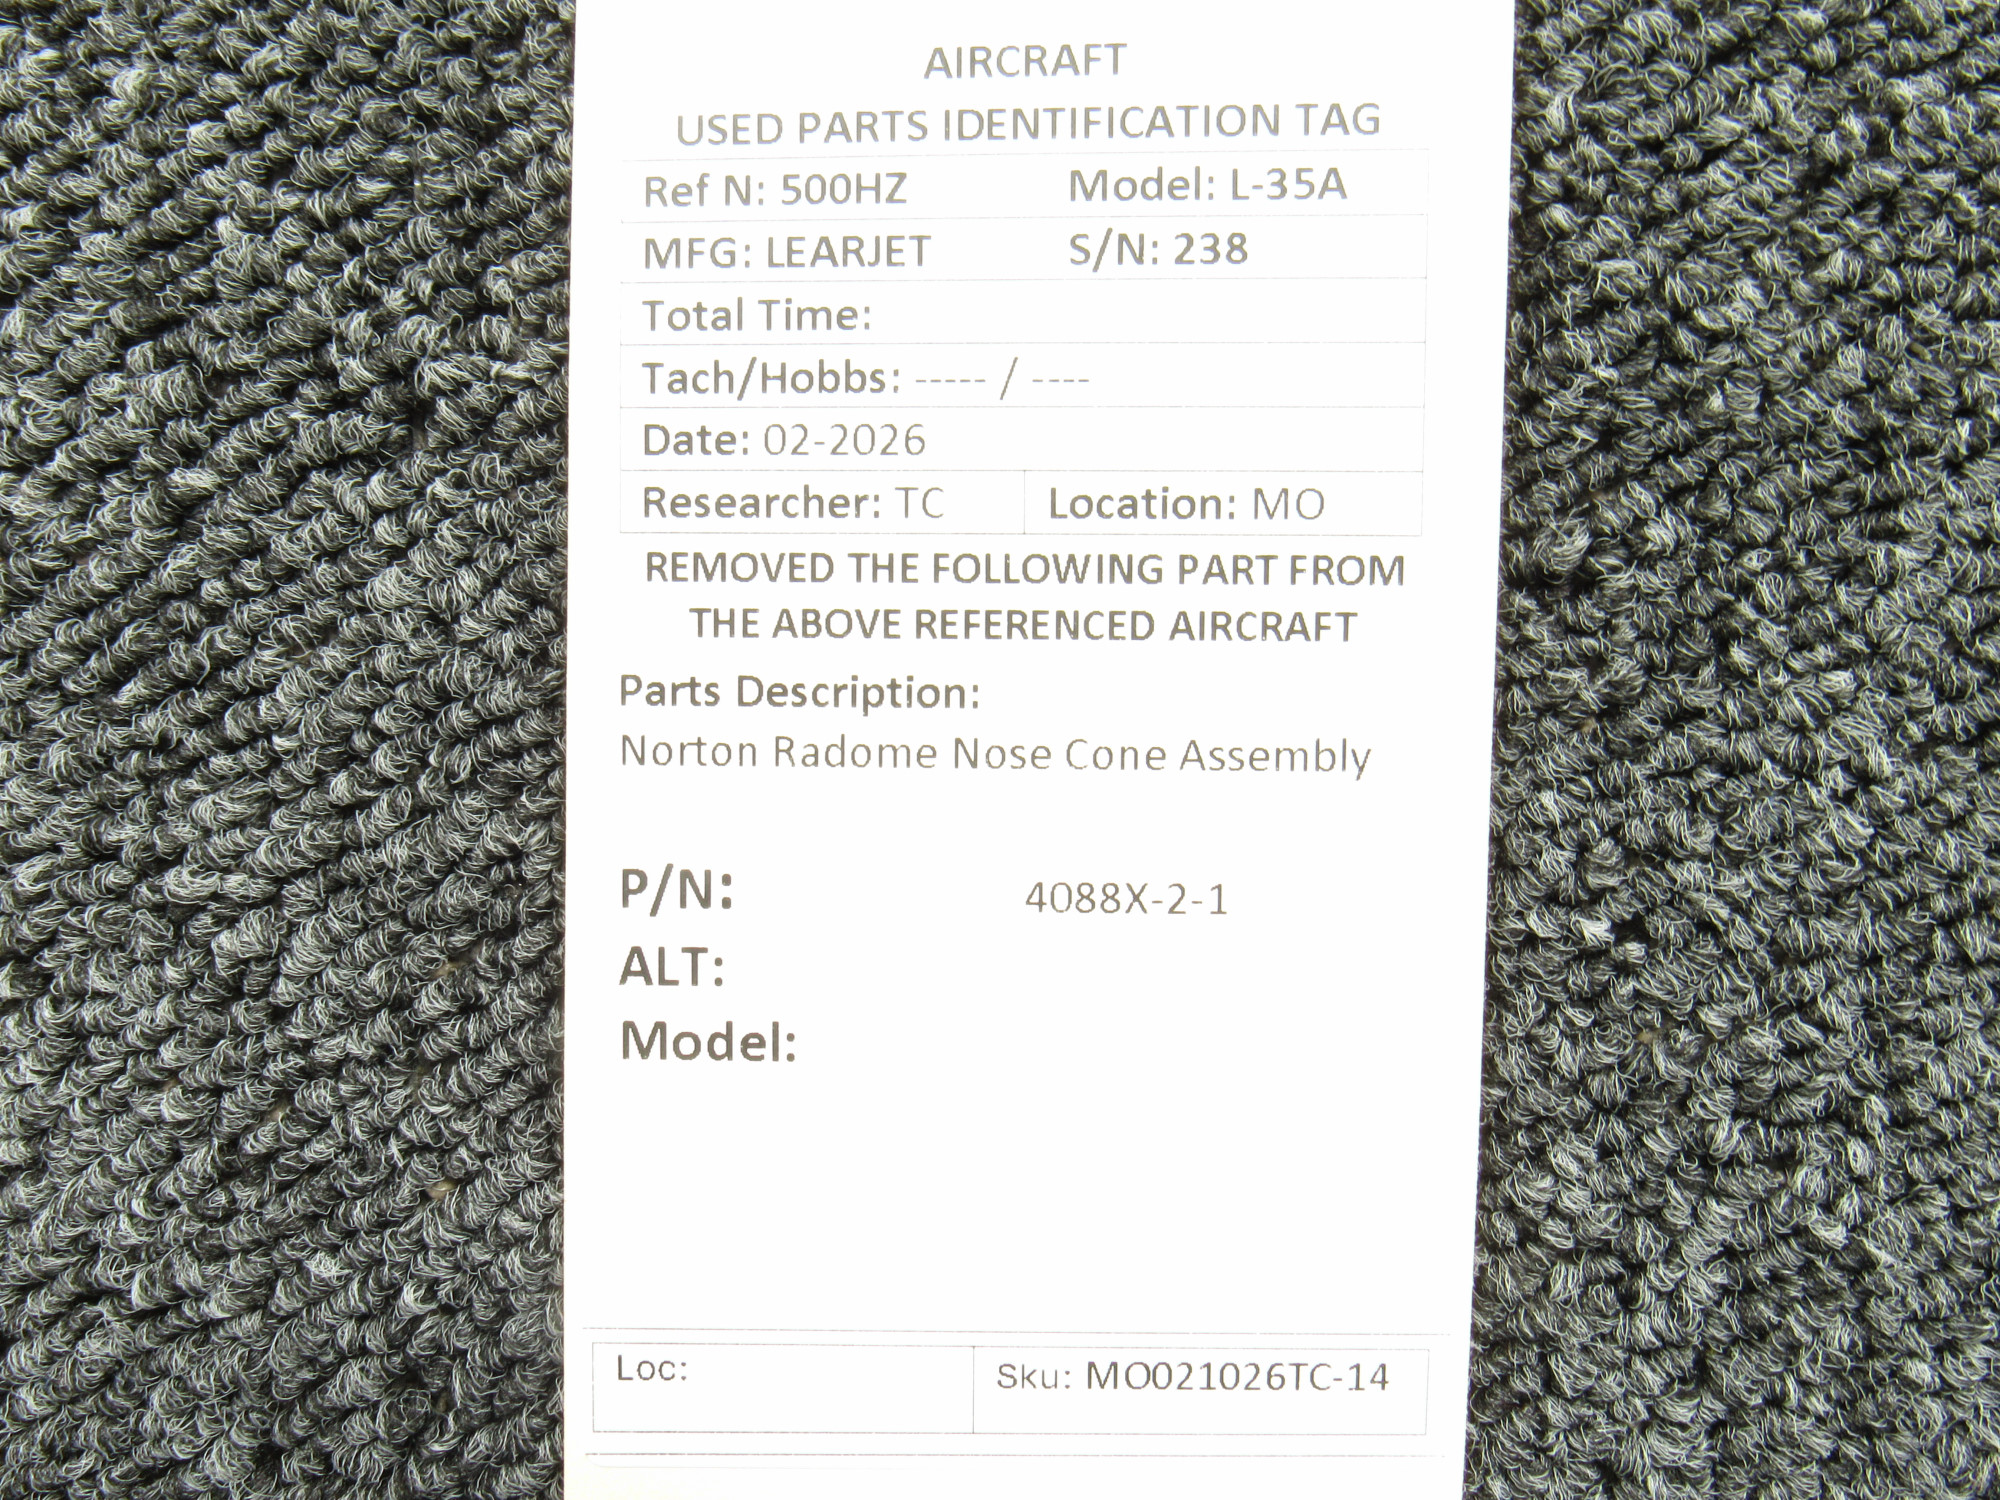 AIRCRAFT
USED PARTS IDENTIFICATION TAG
Ref N: 500HZ Model: L-35A
MFG: LEARJET S/N: 238
Total Time:
Tach/Hobbs: ----- / ----
Date: 02-2026
Researcher: TC Location: MO
REMOVED THE FOLLOWING PART FROM
THE ABOVE REFERENCED AIRCRAFT
Parts Description:
Norton Radome Nose Cone Assembly
P/N: 4088X-2-1
ALT:
Model:
Loc: Sku: MO021026TC-14